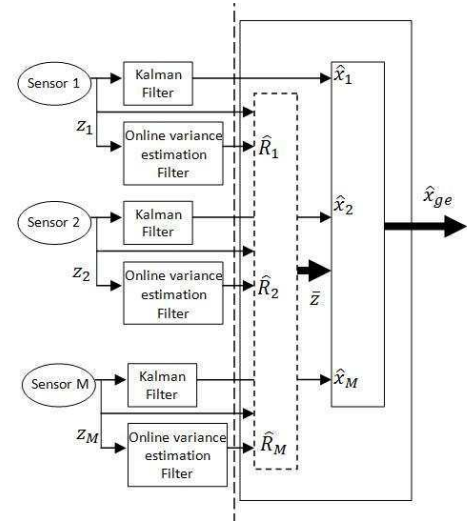 Sensor 1
Kalman
Filter
x̂₁
z₁
Online variance
estimation
Filter
R̂₁
Sensor 2
Kalman
Filter
x̂₂
x̂ge
z₂
Online variance
estimation
Filter
R̂₂
z̄
Sensor M
Kalman
Filter
x̂M
zM
Online variance
estimation
Filter
R̂M